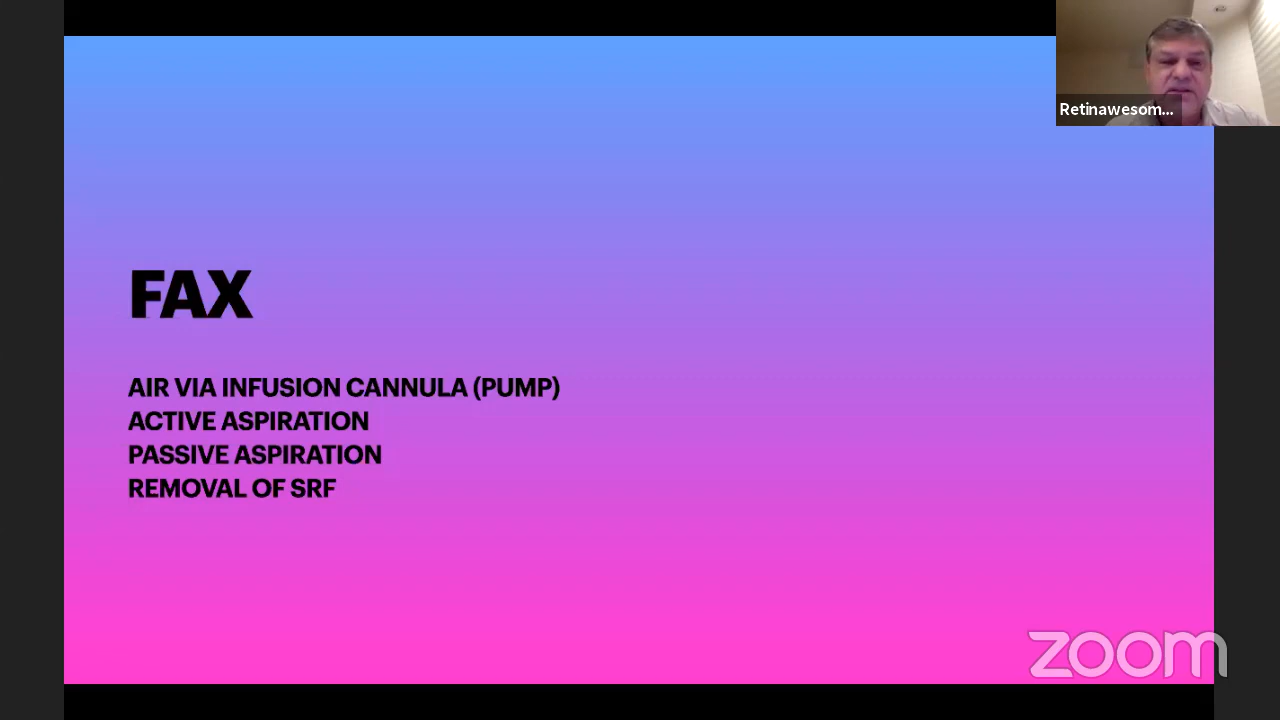 Retinawesom...
FAX
AIR VIA INFUSION CANNULA (PUMP)
ACTIVE ASPIRATION
PASSIVE ASPIRATION
REMOVAL OF SRF
zoom